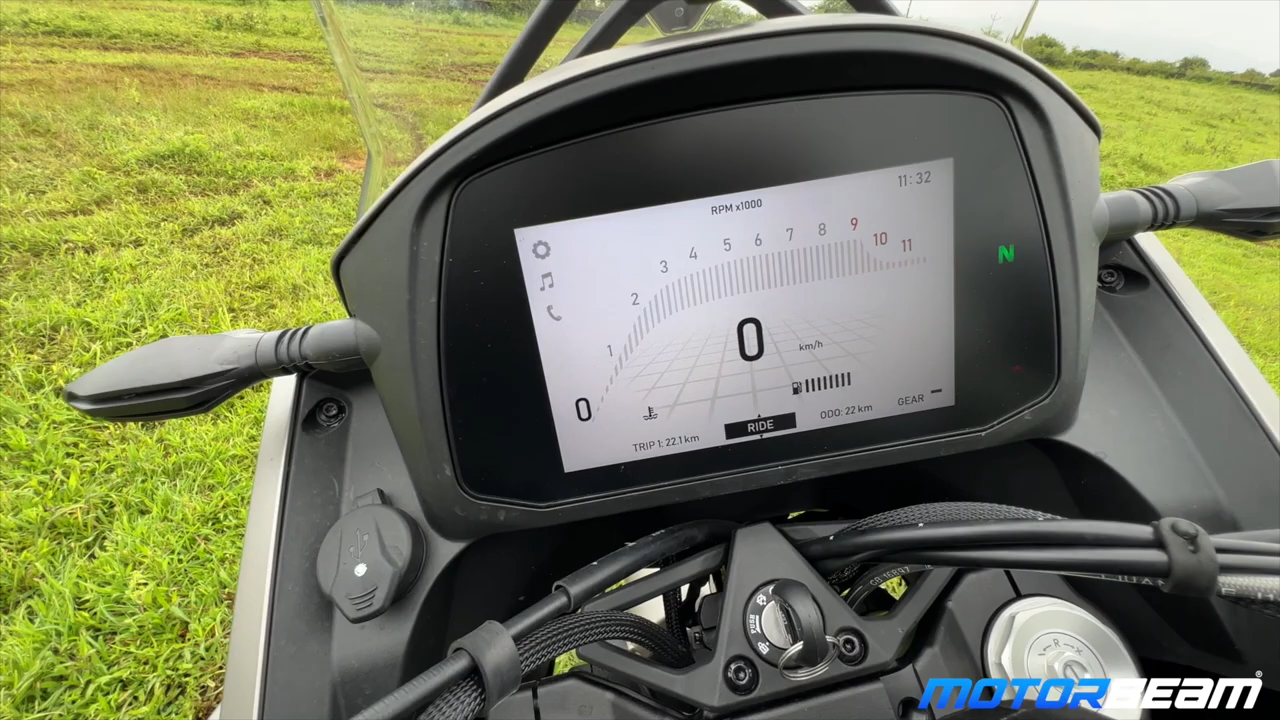 11:32
RPM x1000
0 1 2 3 4 5 6 7 8 9 10 11
N
0
km/h
RIDE
TRIP 1: 22.1 km
ODO: 22 km
GEAR –
PUSH
MOTORBEAM®